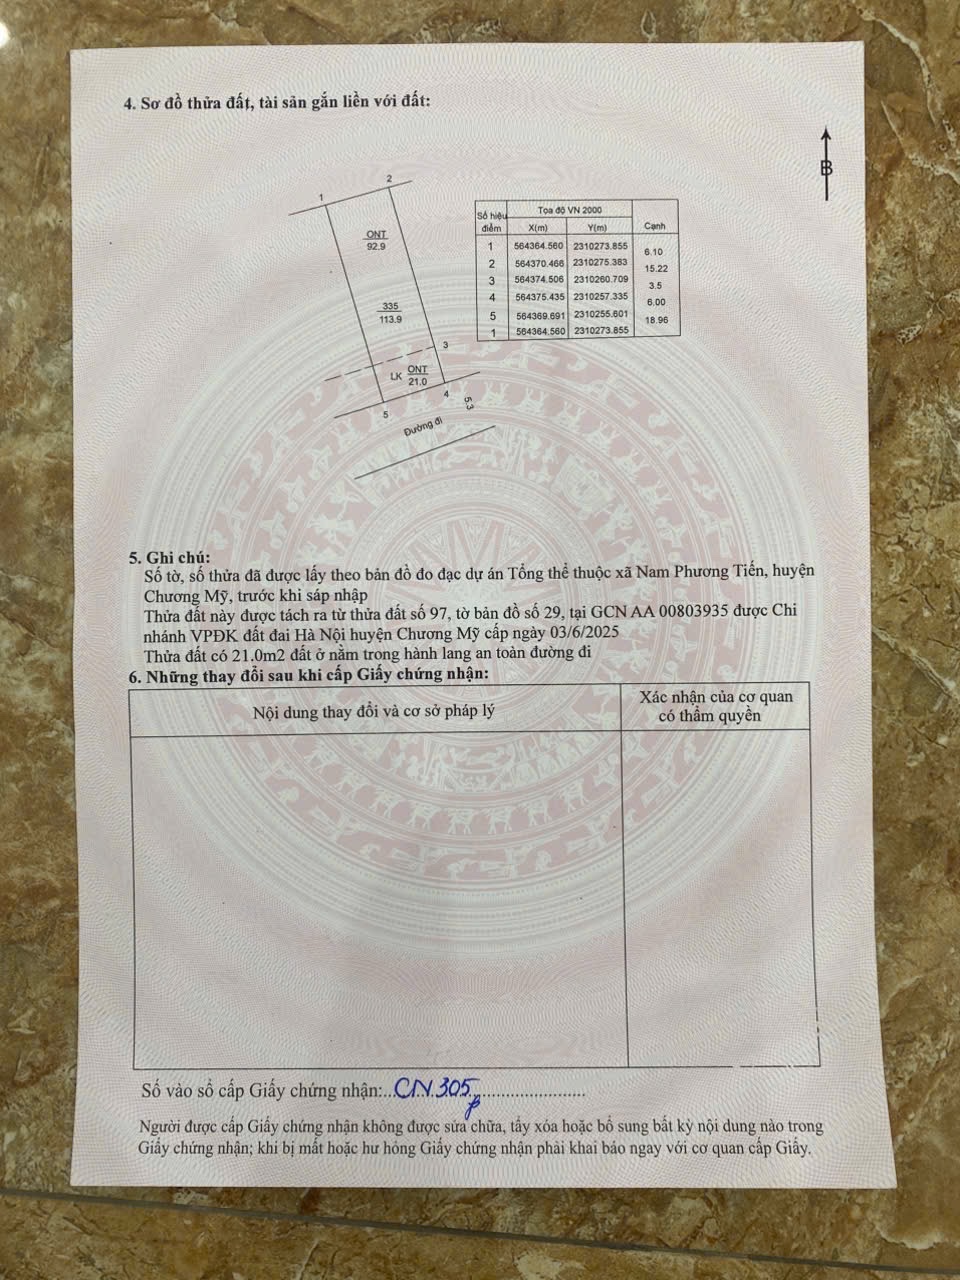 4. Sơ đồ thửa đất, tài sản gắn liền với đất:
B
1
2
ONT
92.9
335
113.9
3
LK ONT
21.0
4
5
5.3
Đường đi
Số hiệu điểm Tọa độ VN 2000 Cạnh
X(m) Y(m)
1 564364.560 2310273.855
6.10
2 564370.466 2310275.383
15.22
3 564374.506 2310260.709
3.5
4 564375.435 2310257.335
6.00
5 564369.691 2310255.601
18.96
1 564364.560 2310273.855
5. Ghi chú:
Số tờ, số thửa đã được lấy theo bản đồ đo đạc dự án Tổng thể thuộc xã Nam Phương Tiến, huyện
Chương Mỹ, trước khi sáp nhập
Thửa đất này được tách ra từ thửa đất số 97, tờ bản đồ số 29, tại GCN AA 00803935 được Chi
nhánh VPĐK đất đai Hà Nội huyện Chương Mỹ cấp ngày 03/6/2025
Thửa đất có 21.0m2 đất ở nằm trong hành lang an toàn đường đi
6. Những thay đổi sau khi cấp Giấy chứng nhận:
Nội dung thay đổi và cơ sở pháp lý
Xác nhận của cơ quan
có thẩm quyền
Số vào sổ cấp Giấy chứng nhận:..CN.305........................
Người được cấp Giấy chứng nhận không được sửa chữa, tẩy xóa hoặc bổ sung bất kỳ nội dung nào trong
Giấy chứng nhận; khi bị mất hoặc hư hỏng Giấy chứng nhận phải khai báo ngay với cơ quan cấp Giấy.